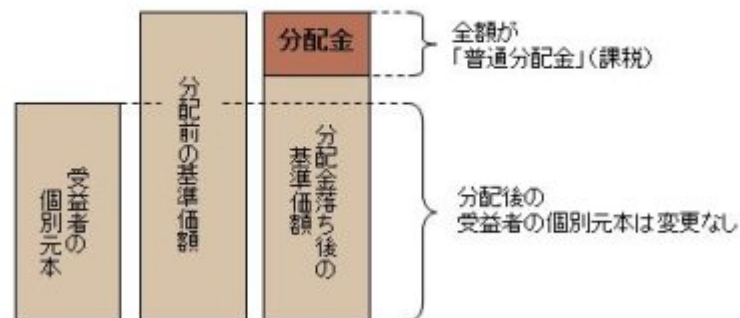 受益者の
個別元本
分配前の基準価額
分配金
分配金落ち後の
基準価額
全額が
「普通分配金」(課税)
分配後の
受益者の個別元本は変更なし